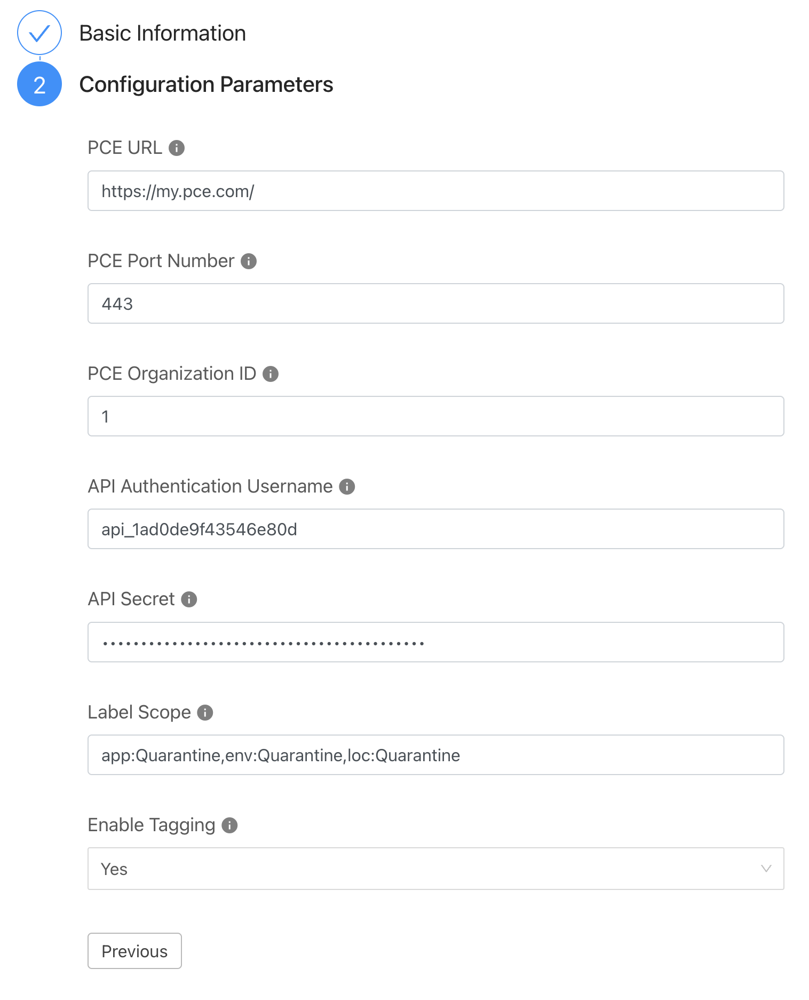 Basic Information
2
Configuration Parameters
PCE URL
https://my.pce.com/
PCE Port Number
443
PCE Organization ID
1
API Authentication Username
api_1ad0de9f43546e80d
API Secret
••••••••••••••••••••••••••••••••••••••••••
Label Scope
app:Quarantine,env:Quarantine,loc:Quarantine
Enable Tagging
Yes
Previous